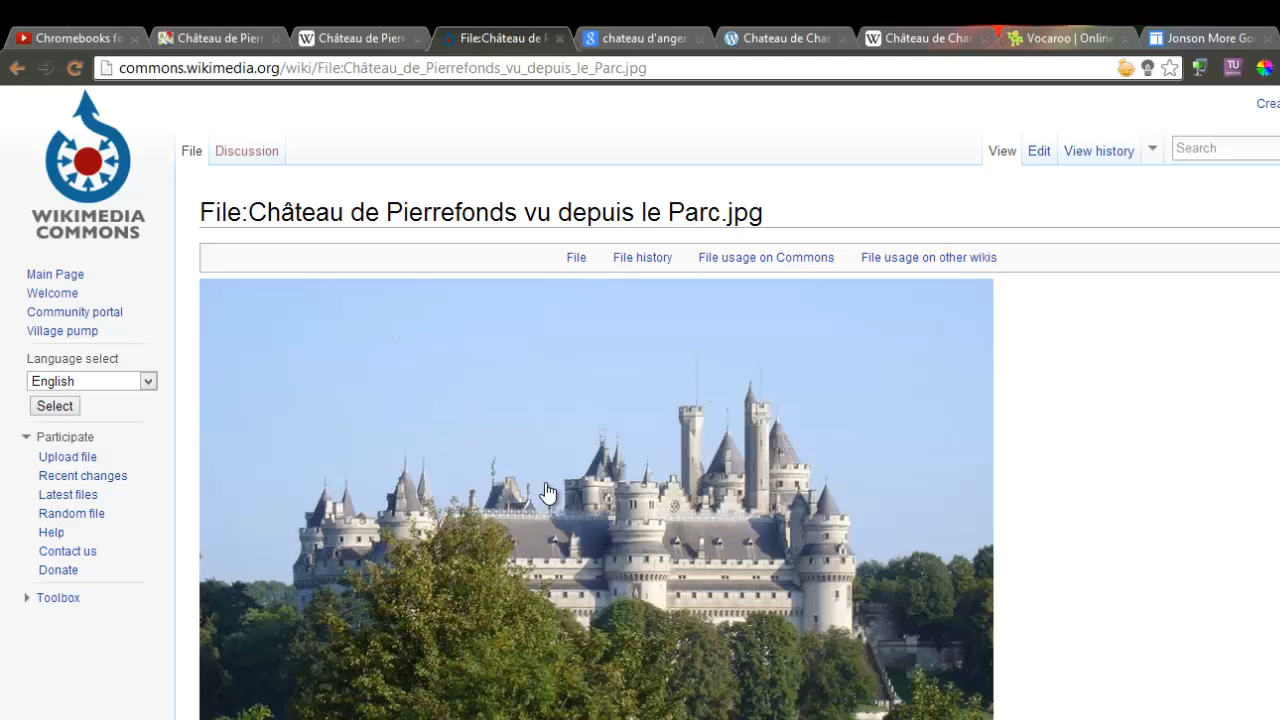 Chromebooks fo
Château de Pierr
Château de Pierr
File:Château de P
chateau d'anger
Chateau de Char
Château de Chan
Vocaroo | Online
Jonson More Go
commons.wikimedia.org/wiki/File:Château_de_Pierrefonds_vu_depuis_le_Parc.jpg
TU
Crea
WIKIMEDIA
COMMONS
File
Discussion
View
Edit
View history
Search
File:Château de Pierrefonds vu depuis le Parc.jpg
File
File history
File usage on Commons
File usage on other wikis
Main Page
Welcome
Community portal
Village pump
Language select
English
Select
Participate
Upload file
Recent changes
Latest files
Random file
Help
Contact us
Donate
Toolbox